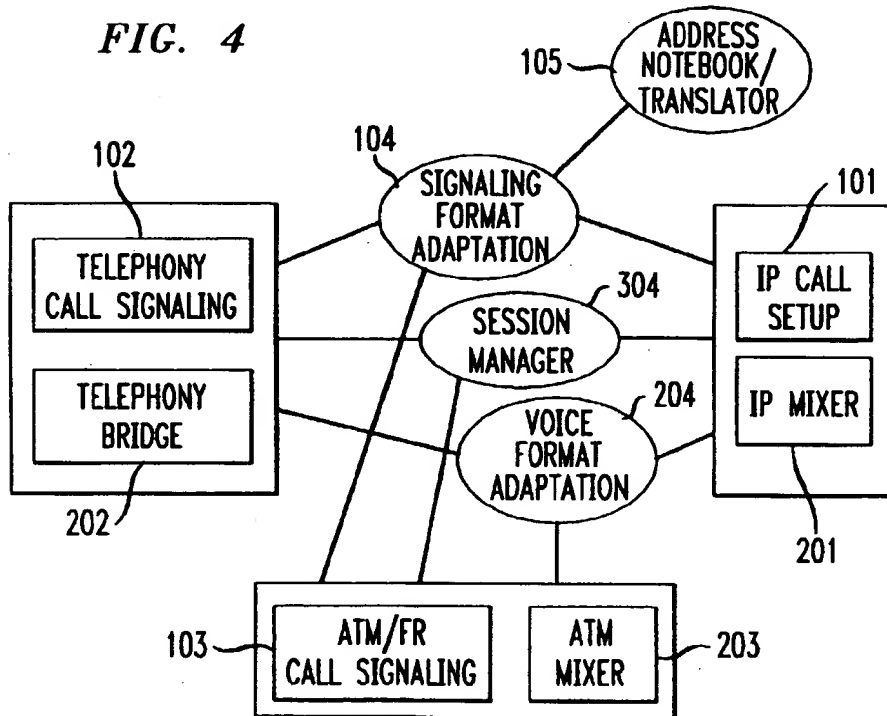 FIG. 4
ADDRESS
NOTEBOOK/
TRANSLATOR
105
104
SIGNALING
FORMAT
ADAPTATION
102
TELEPHONY
CALL SIGNALING
TELEPHONY
BRIDGE
202
101
IP CALL
SETUP
IP MIXER
201
304
SESSION
MANAGER
204
VOICE
FORMAT
ADAPTATION
103
ATM/FR
CALL SIGNALING
ATM
MIXER
203